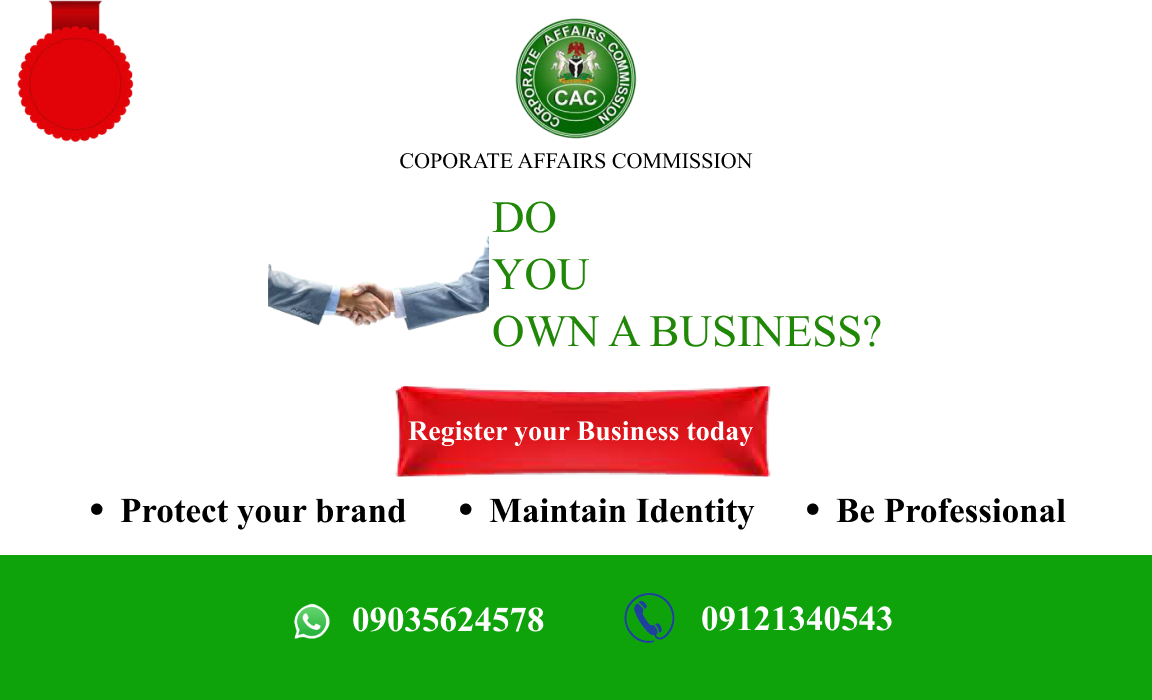 CORPORATE AFFAIRS COMMISSION
CAC
COPORATE AFFAIRS COMMISSION
DO
YOU
OWN A BUSINESS?
Register your Business today
• Protect your brand • Maintain Identity • Be Professional
09035624578 09121340543